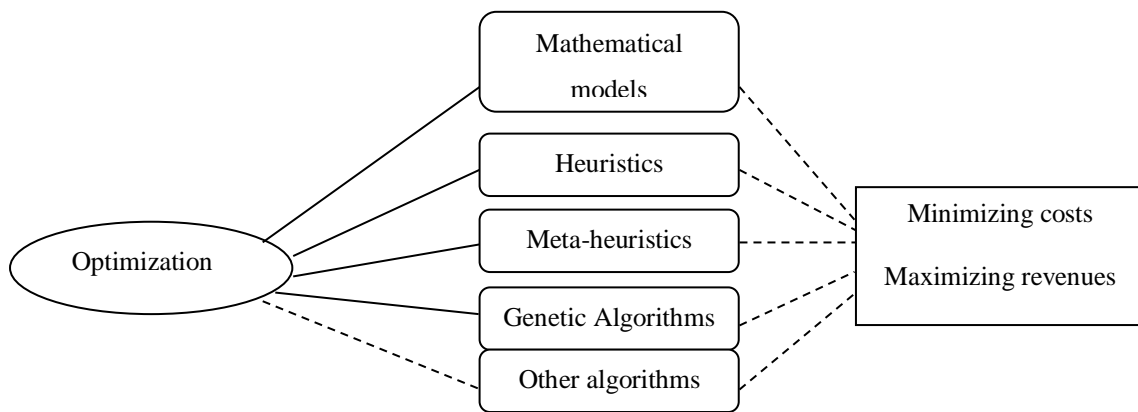 Mathematical
models
Heuristics
Meta-heuristics
Optimization
Genetic Algorithms
Other algorithms
Minimizing costs
Maximizing revenues